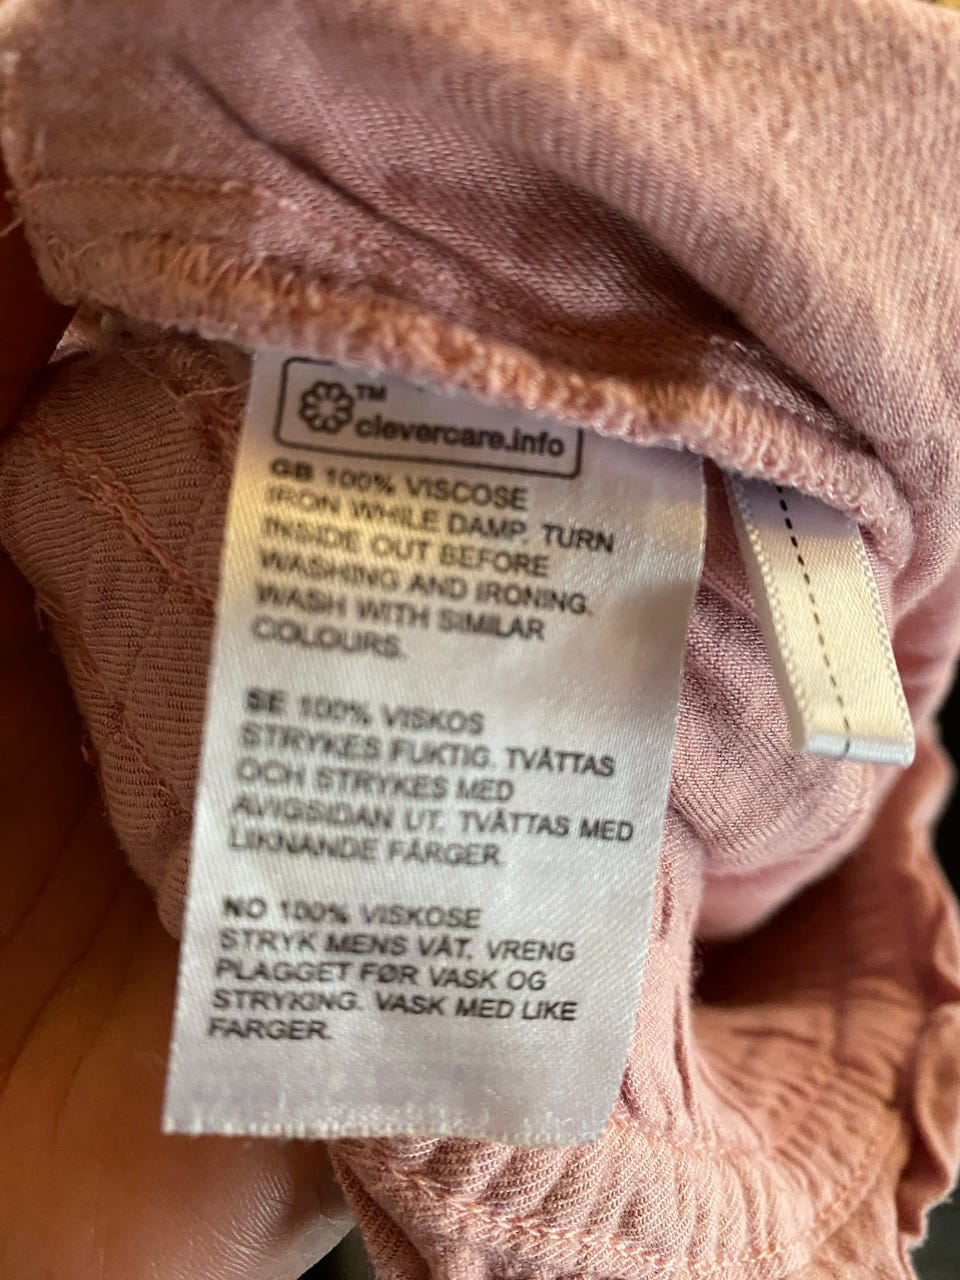 TM
clevercare.info
GB 100% VISCOSE
IRON WHILE DAMP. TURN
INSIDE OUT BEFORE
WASHING AND IRONING.
WASH WITH SIMILAR
COLOURS.
SE 100% VISKOS
STRYKES FUKTIG. TVÄTTAS
OCH STRYKES MED
AVIGSIDAN UT. TVÄTTAS MED
LIKNANDE FÄRGER
NO 100% VISKOSE
STRYK MENS VÅT. VRENG
PLAGGET FØR VASK OG
STRYKING. VASK MED LIKE
FARGER.